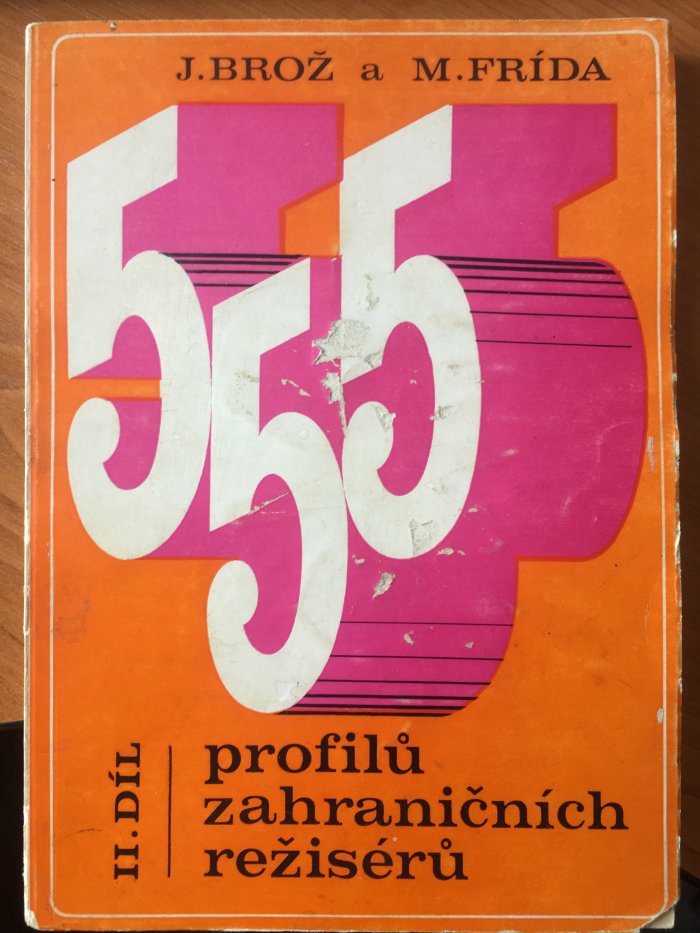 J.BROŽ a M.FRÍDA
555
II.DÍL
profilů
zahraničních
režisérů